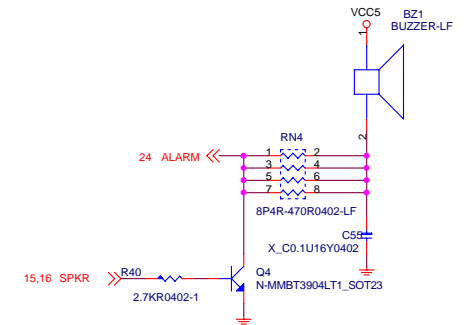 VCC5
BZ1
BUZZER-LF
1
2
RN4
24 ALARM
1 2
3 4
5 6
7 8
8P4R-470R0402-LF
C55
X_C0.1U16Y0402
15,16 SPKR
R40
2.7KR0402-1
Q4
N-MMBT3904LT1_SOT23